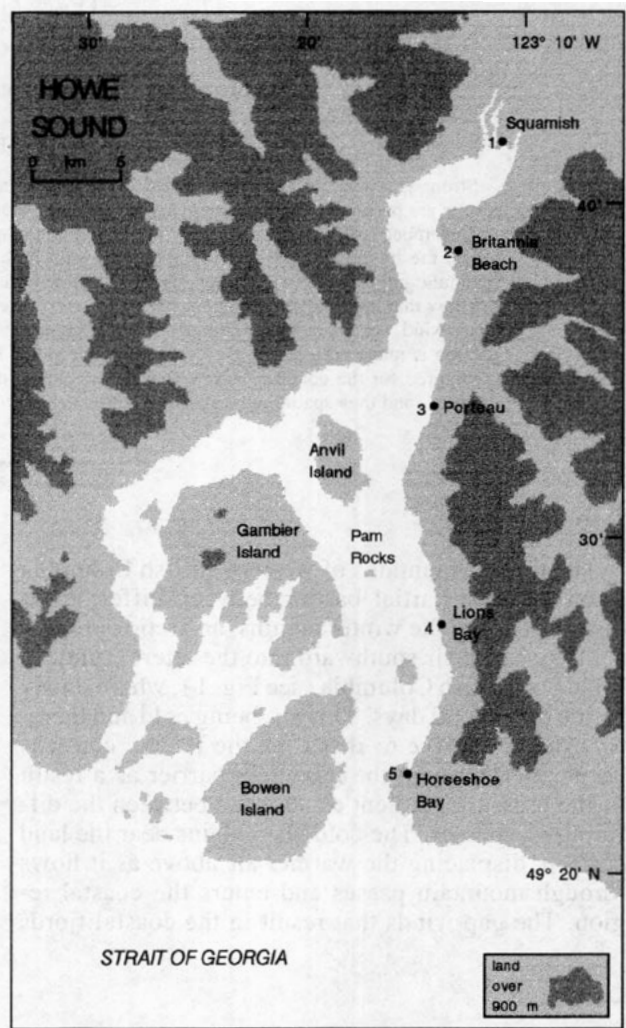 30'
20'
123° 10' W
HOWE
SOUND
0 km 5
Squamish
1
40'
2
Britannia
Beach
3 Porteau
Anvil
Island
Gambier
Island
Pam
Rocks
30'
4
Lions
Bay
5 Horseshoe
Bay
Bowen
Island
49° 20' N
STRAIT OF GEORGIA
land
over
900 m